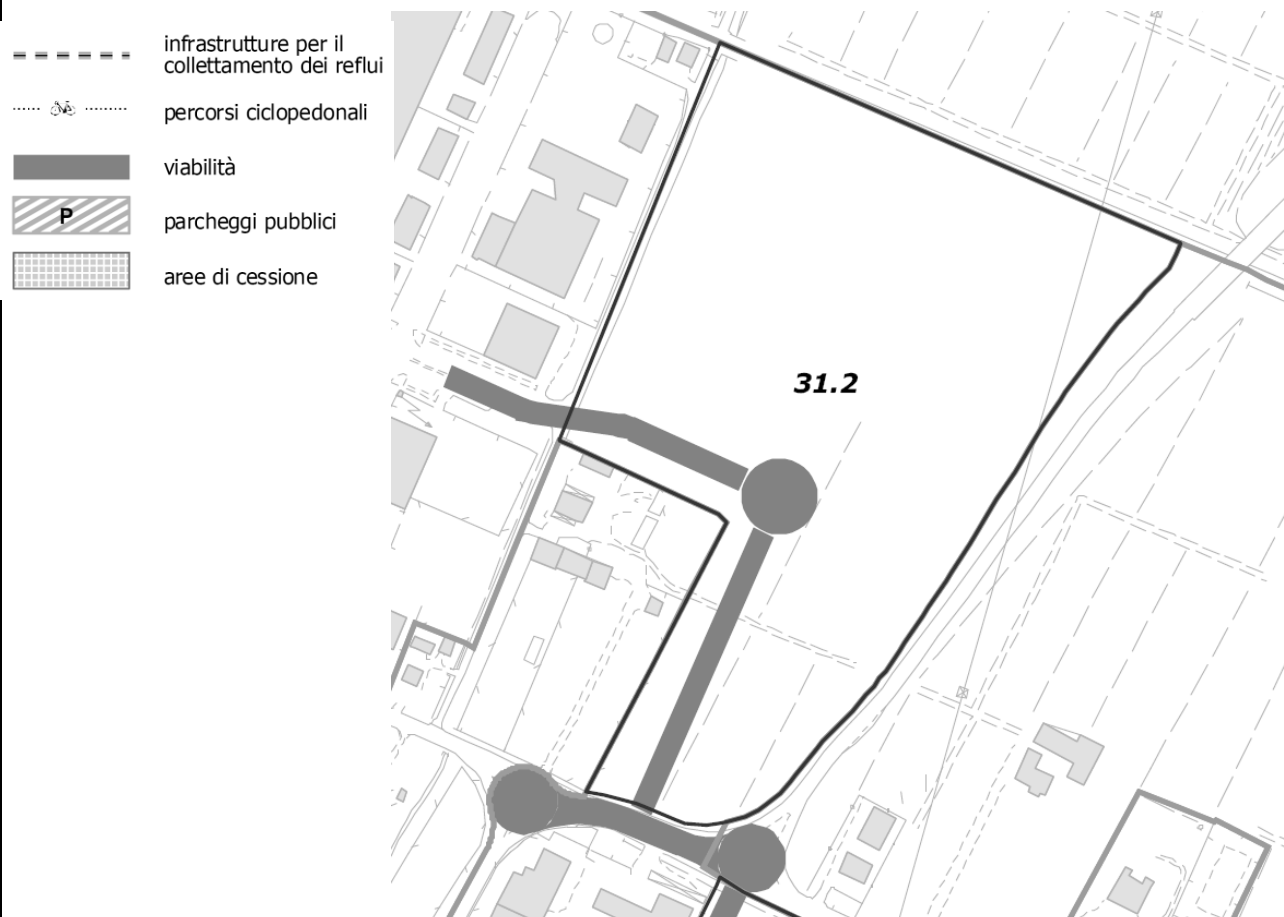 infrastrutture per il
collettamento dei reflui
percorsi ciclopedonali
viabilità
P
parcheggi pubblici
aree di cessione
31.2